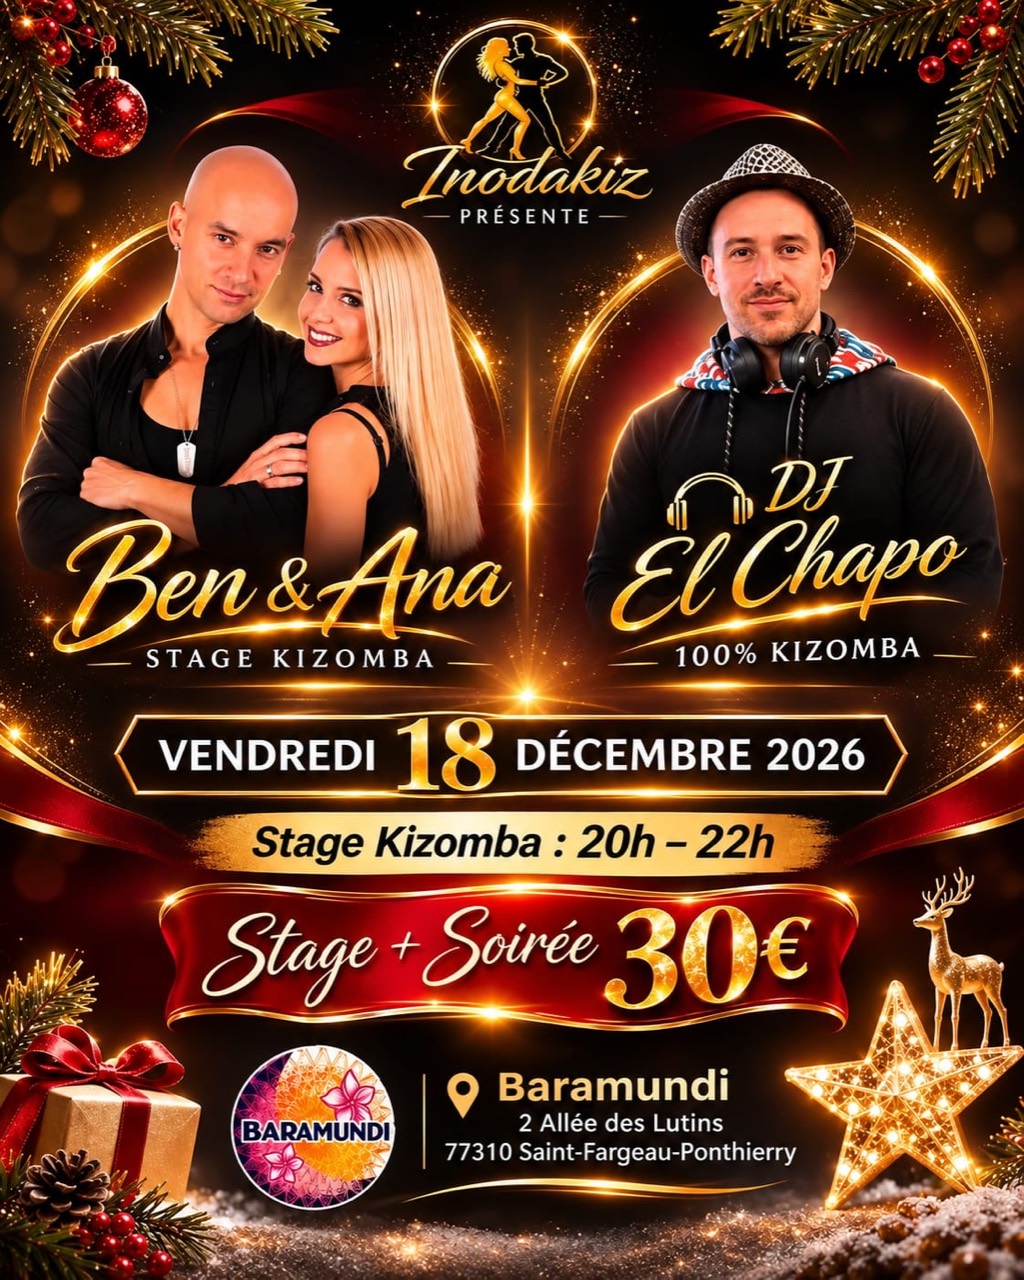 Inodakiz
PRÉSENTE
Ben & Ana
STAGE KIZOMBA
DJ
El Chapo
100% KIZOMBA
VENDREDI 18 DÉCEMBRE 2026
Stage Kizomba : 20h – 22h
Stage + Soirée 30€
BARAMUNDI
Baramundi
2 Allée des Lutins
77310 Saint-Fargeau-Ponthierry